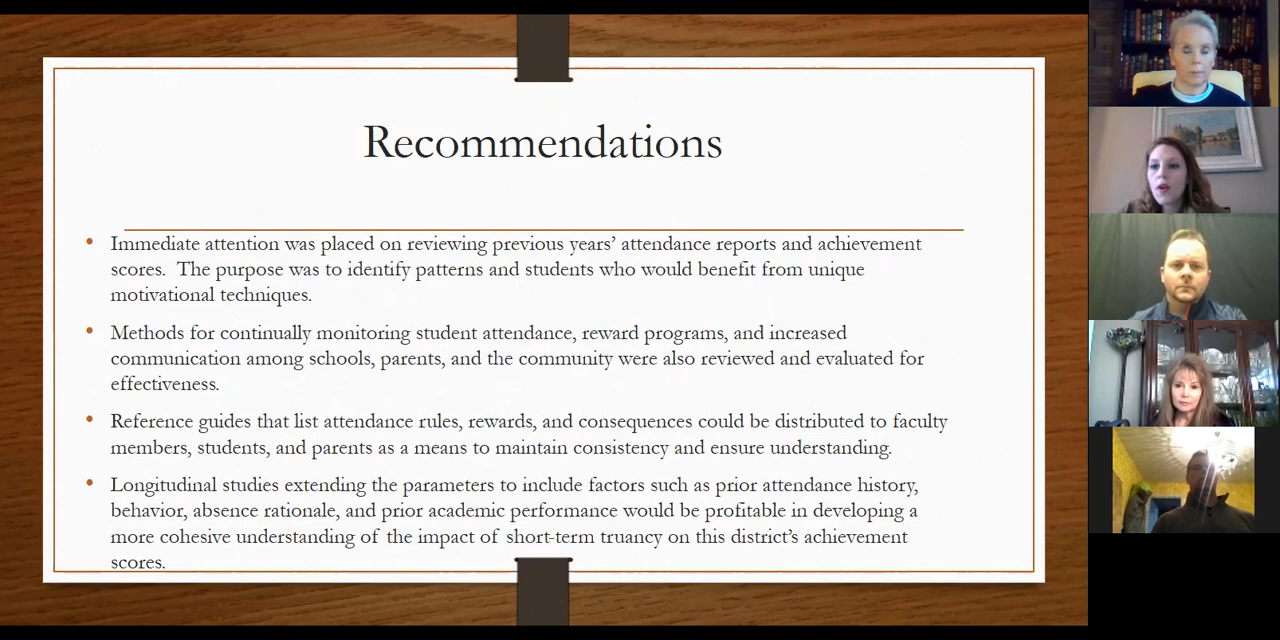 Recommendations
• Immediate attention was placed on reviewing previous years’ attendance reports and achievement
scores.  The purpose was to identify patterns and students who would benefit from unique
motivational techniques.
• Methods for continually monitoring student attendance, reward programs, and increased
communication among schools, parents, and the community were also reviewed and evaluated for
effectiveness.
• Reference guides that list attendance rules, rewards, and consequences could be distributed to faculty
members, students, and parents as a means to maintain consistency and ensure understanding.
• Longitudinal studies extending the parameters to include factors such as prior attendance history,
behavior, absence rationale, and prior academic performance would be profitable in developing a
more cohesive understanding of the impact of short-term truancy on this district’s achievement
scores.